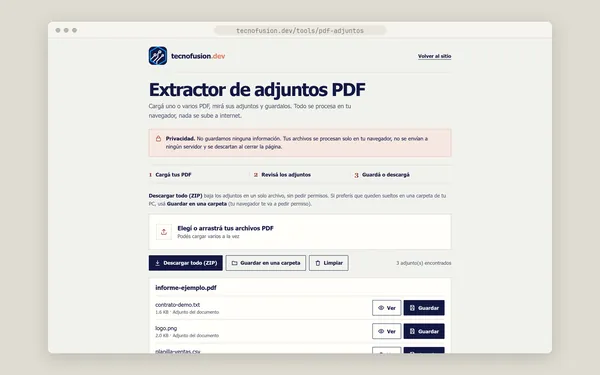 tecnofusion.dev/tools/pdf-adjuntos
tecnofusion.dev
Volver al sitio
Extractor de adjuntos PDF
Cargá uno o varios PDF, mirá sus adjuntos y guardalos. Todo se procesa en tu
navegador, nada se sube a internet.
Privacidad. No guardamos ninguna información. Tus archivos se procesan solo en tu navegador, no se envían a
ningún servidor y se descartan al cerrar la página.
1 Cargá tus PDF
2 Revisá los adjuntos
3 Guardá o descargá
Descargar todo (ZIP) baja los adjuntos en un solo archivo, sin pedir permisos. Si preferís que queden sueltos en una carpeta de tu
PC, usá Guardar en una carpeta (tu navegador te va a pedir permiso).
Elegí o arrastrá tus archivos PDF
Podés cargar varios a la vez
Descargar todo (ZIP)
Guardar en una carpeta
Limpiar
3 adjunto(s) encontrados
informe-ejemplo.pdf
contrato-demo.txt
1.6 KB · Adjunto del documento
Ver
Guardar
logo.png
2.0 KB · Adjunto del documento
Ver
Guardar
planilla-ventas.csv
Ver
Guardar